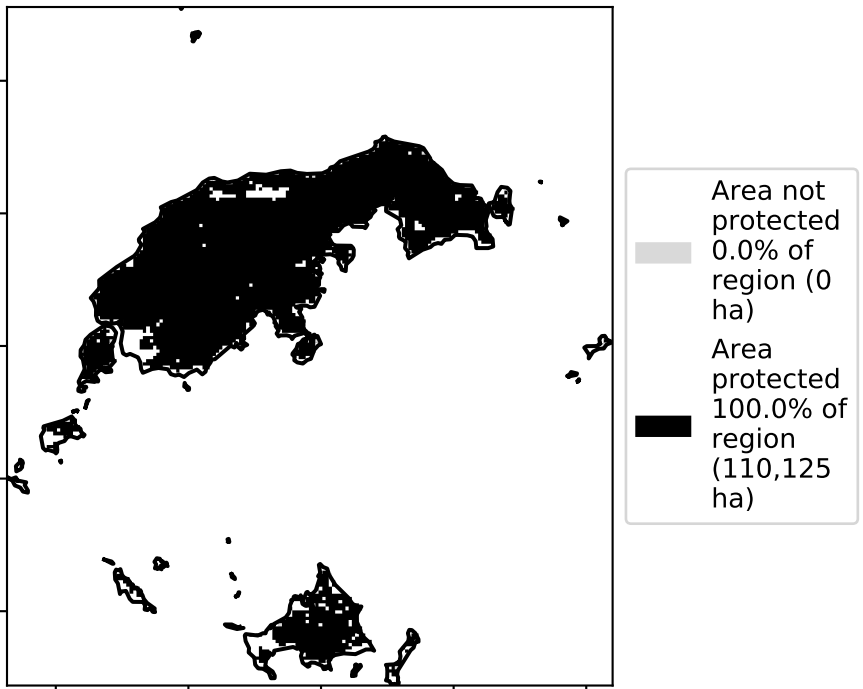 Area not
protected
0.0% of
region (0
ha)
Area
protected
100.0% of
region
(110,125
ha)